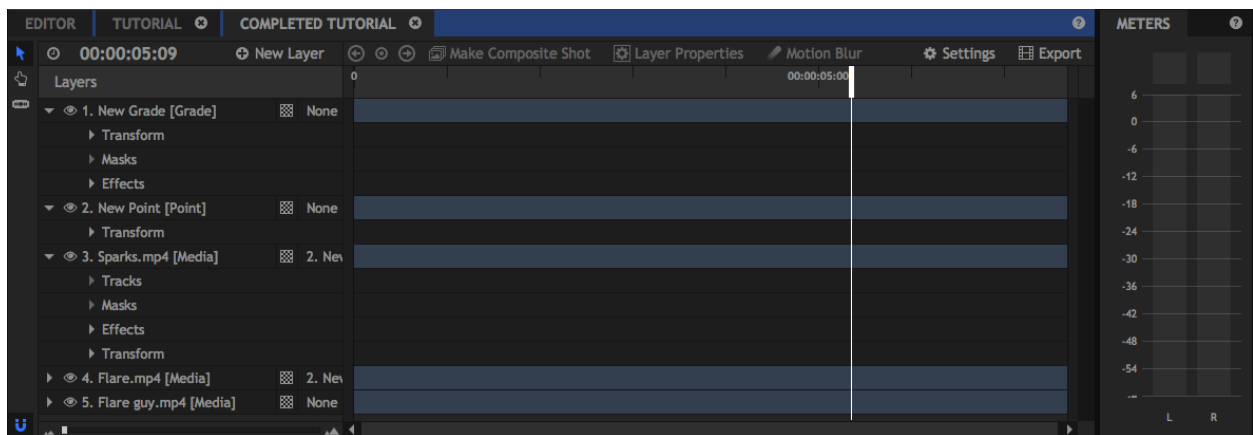 EDITOR TUTORIAL COMPLETED TUTORIAL METERS
00:00:05:09 New Layer Make Composite Shot Layer Properties Motion Blur Settings Export
Layers 0 00:00:05:00
1. New Grade [Grade] None
Transform
Masks
Effects
2. New Point [Point] None
Transform
3. Sparks.mp4 [Media] 2. New
Tracks
Masks
Effects
Transform
4. Flare.mp4 [Media] 2. New
5. Flare guy.mp4 [Media] None
6
0
-6
-12
-18
-24
-30
-36
-42
-48
-54
-∞
L R